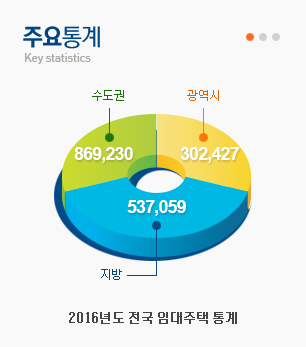 주요통계
Key statistics
수도권
광역시
869,230
302,427
537,059
지방
2016년도 전국 임대주택 통계